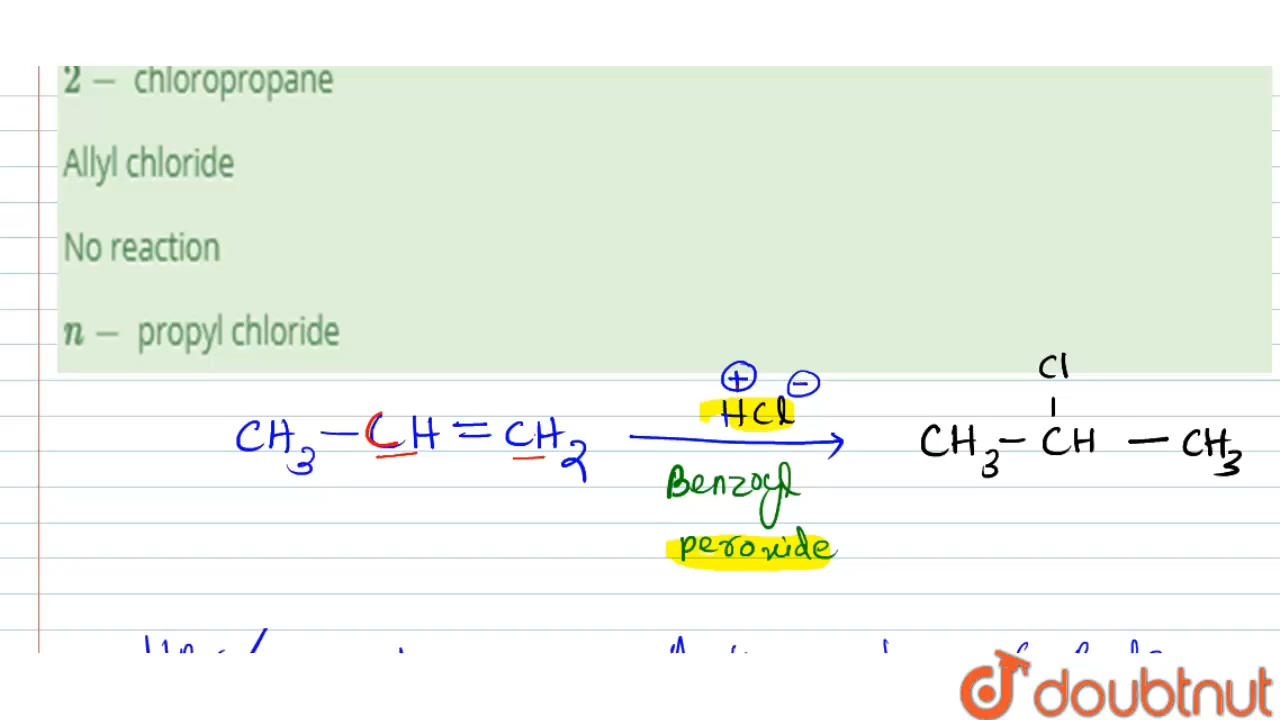 2 – chloropropane
Allyl chloride
No reaction
n – propyl chloride
Cl
⊕ ⊖
CH3 – CH = CH2 HCl → CH3 – CH – CH3
Benzoyl
peroxide
doubtnut